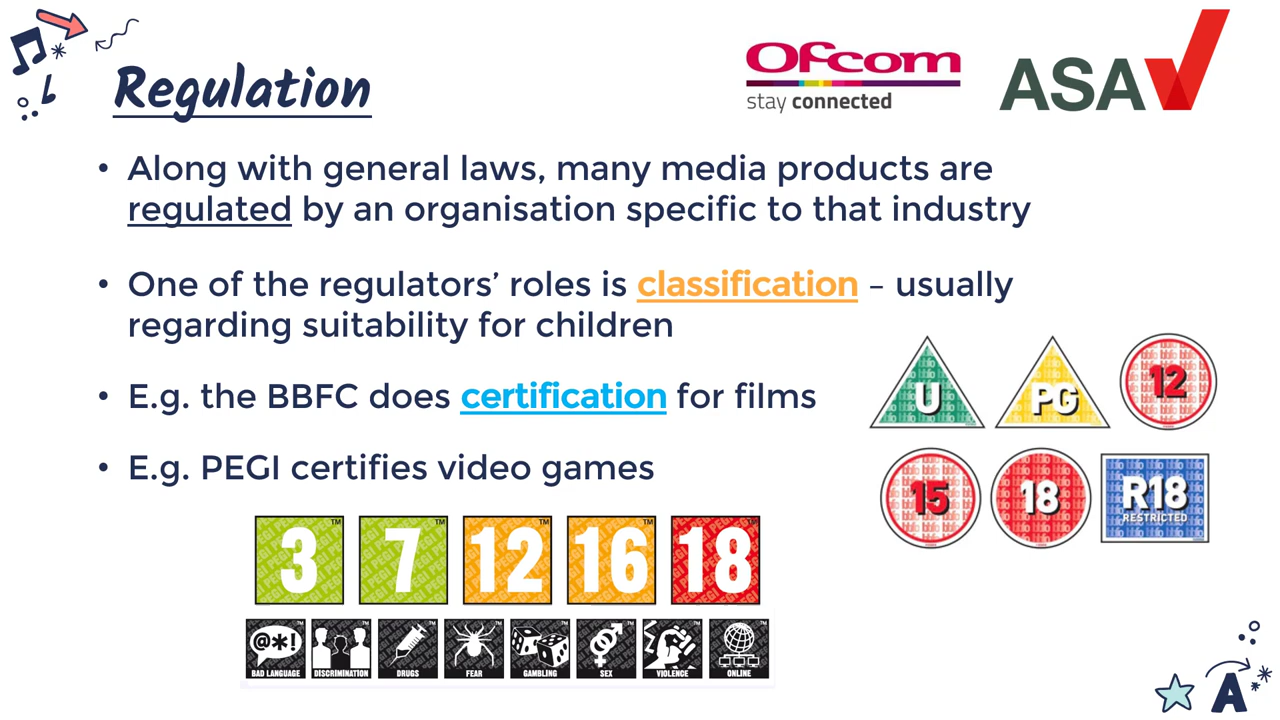 Regulation
Ofcom
stay connected
ASA
• Along with general laws, many media products are
regulated by an organisation specific to that industry
• One of the regulators’ roles is classification – usually
regarding suitability for children
• E.g. the BBFC does certification for films
• E.g. PEGI certifies video games
U
PG
12
15
18
R18
RESTRICTED
3
7
12
16
18
@*!
BAD LANGUAGE
DISCRIMINATION
DRUGS
FEAR
GAMBLING
SEX
VIOLENCE
ONLINE
A